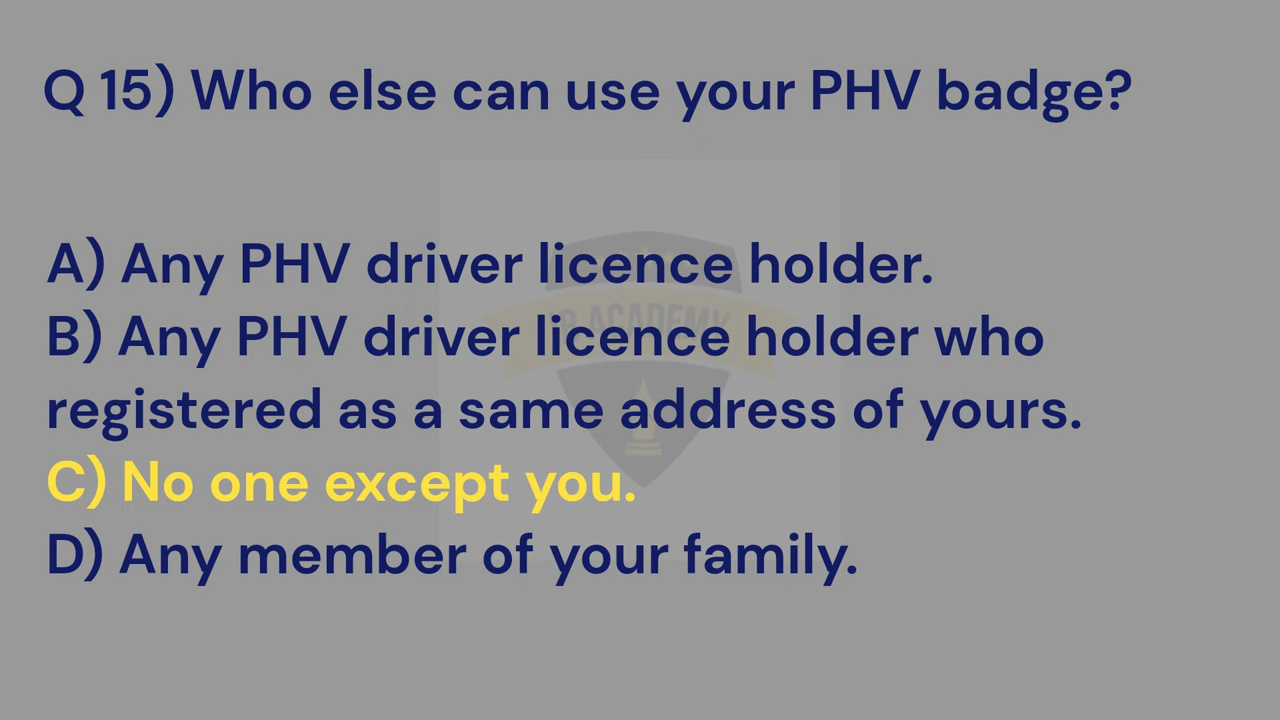 Q 15) Who else can use your PHV badge?
A) Any PHV driver licence holder.
B) Any PHV driver licence holder who
registered as a same address of yours.
C) No one except you.
D) Any member of your family.